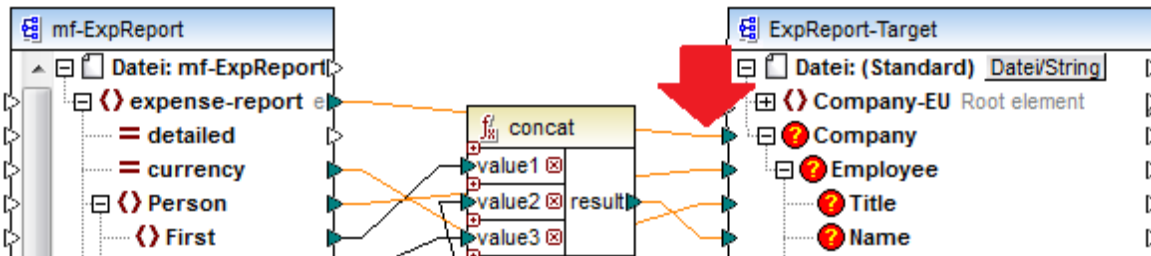 mf-ExpReport
Datei: mf-ExpReport
expense-report e
detailed
currency
Person
First
concat
value1
value2 result
value3
ExpReport-Target
Datei: (Standard) Datei/String
Company-EU Root element
Company
Employee
Title
Name